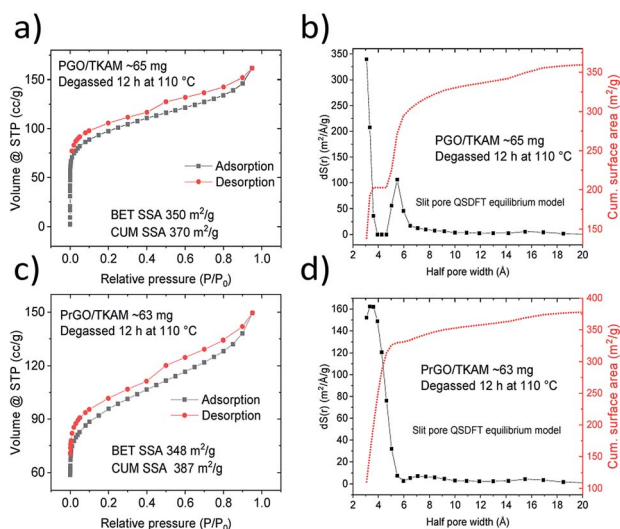 a)
PGO/TKAM ~65 mg
Degassed 12 h at 110 °C
Volume @ STP (cc/g)
150
100
50
0
Adsorption
Desorption
BET SSA 350 m²/g
CUM SSA 370 m²/g
0.0 0.2 0.4 0.6 0.8 1.0
Relative pressure (P/P₀)
b)
dS(r) (m²/Å/g)
350
300
250
200
150
100
50
0
PGO/TKAM ~65 mg
Degassed 12 h at 110 °C
Slit pore QSDFT equilibrium model
350
300
250
200
150
Cum. surface area (m²/g)
2 4 6 8 10 12 14 16 18 20
Half pore width (Å)
c)
PrGO/TKAM ~63 mg
Degassed 12 h at 110 °C
Volume @ STP (cc/g)
150
120
90
60
Adsorption
Desorption
BET SSA 348 m²/g
CUM SSA 387 m²/g
0.0 0.2 0.4 0.6 0.8 1.0
Relative pressure (P/P₀)
d)
dS(r) (m²/Å/g)
160
140
120
100
80
60
40
20
0
PrGO/TKAM ~63 mg
Degassed 12 h at 110 °C
Slit pore QSDFT equilibrium model
400
350
300
250
200
150
100
Cum. surface area (m²/g)
2 4 6 8 10 12 14 16 18 20
Half pore width (Å)